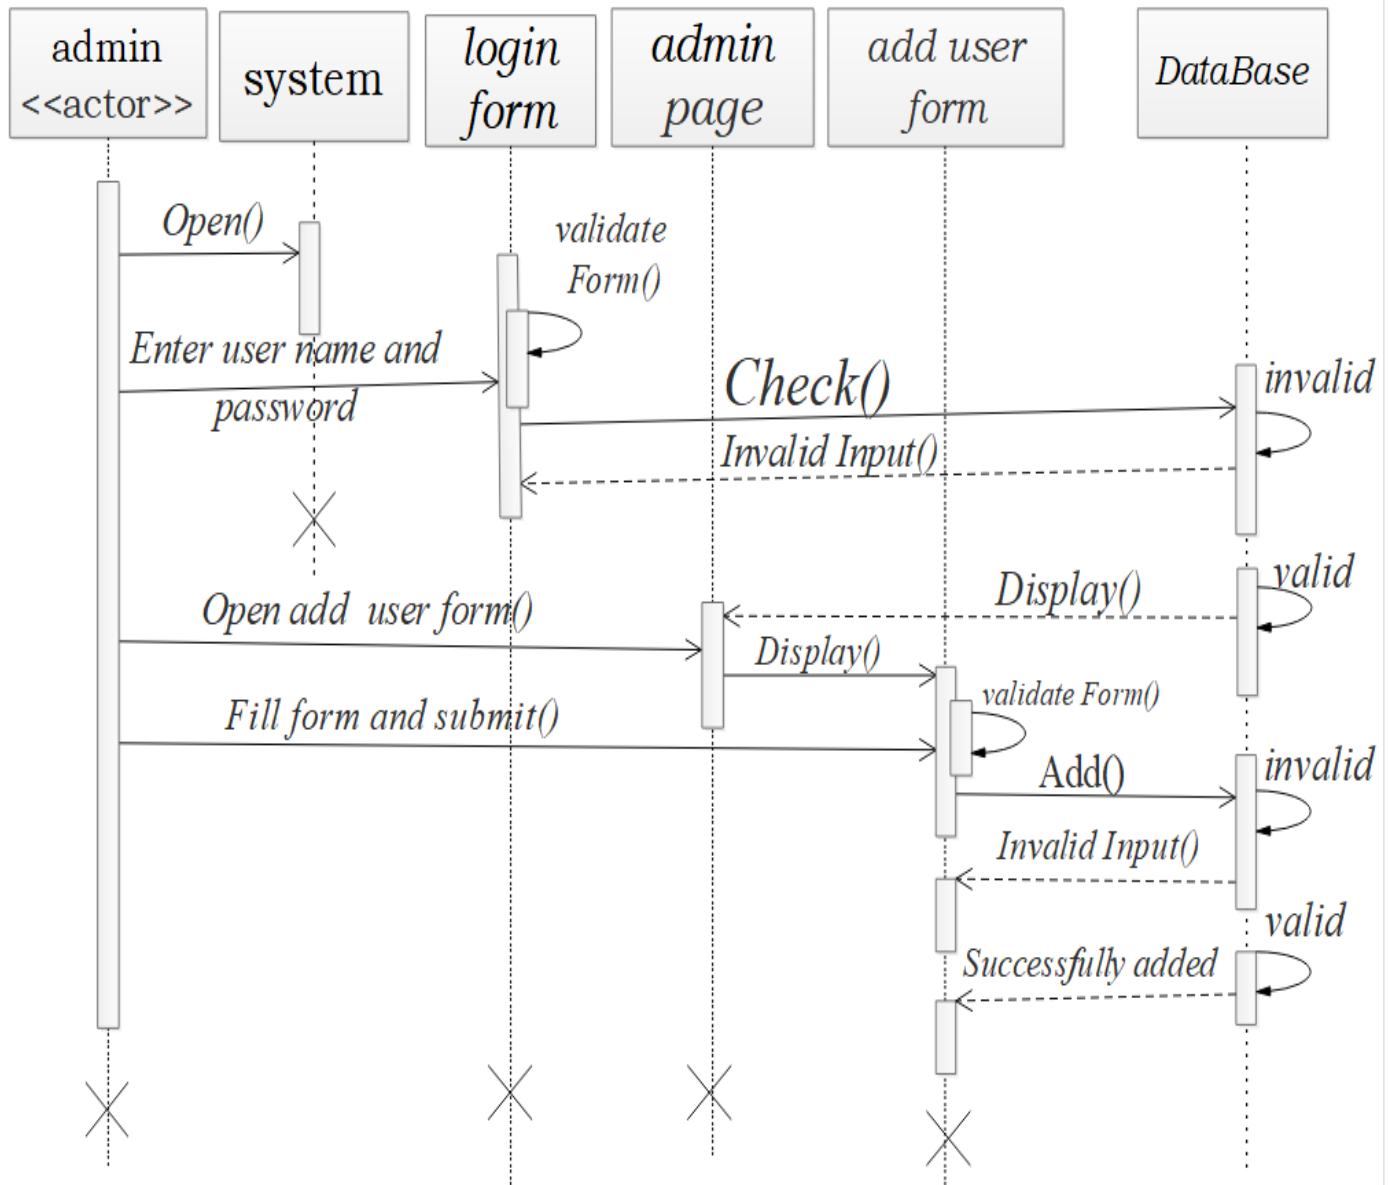 admin
<<actor>>
system
login
form
admin
page
add user
form
DataBase
Open()
validate
Form()
Enter user name and
password
Check()
invalid
Invalid Input()
valid
Display()
Open add user form()
Display()
validate Form()
Fill form and submit()
Add()
invalid
Invalid Input()
valid
Successfully added